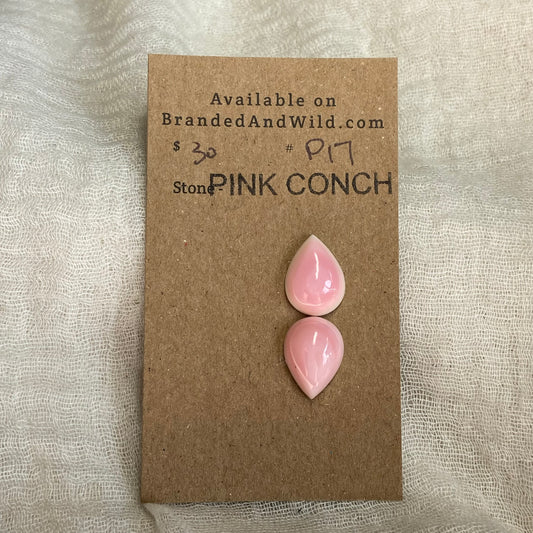 Available on
BrandedAndWild.com
$ 30 # P17
Stone- PINK CONCH